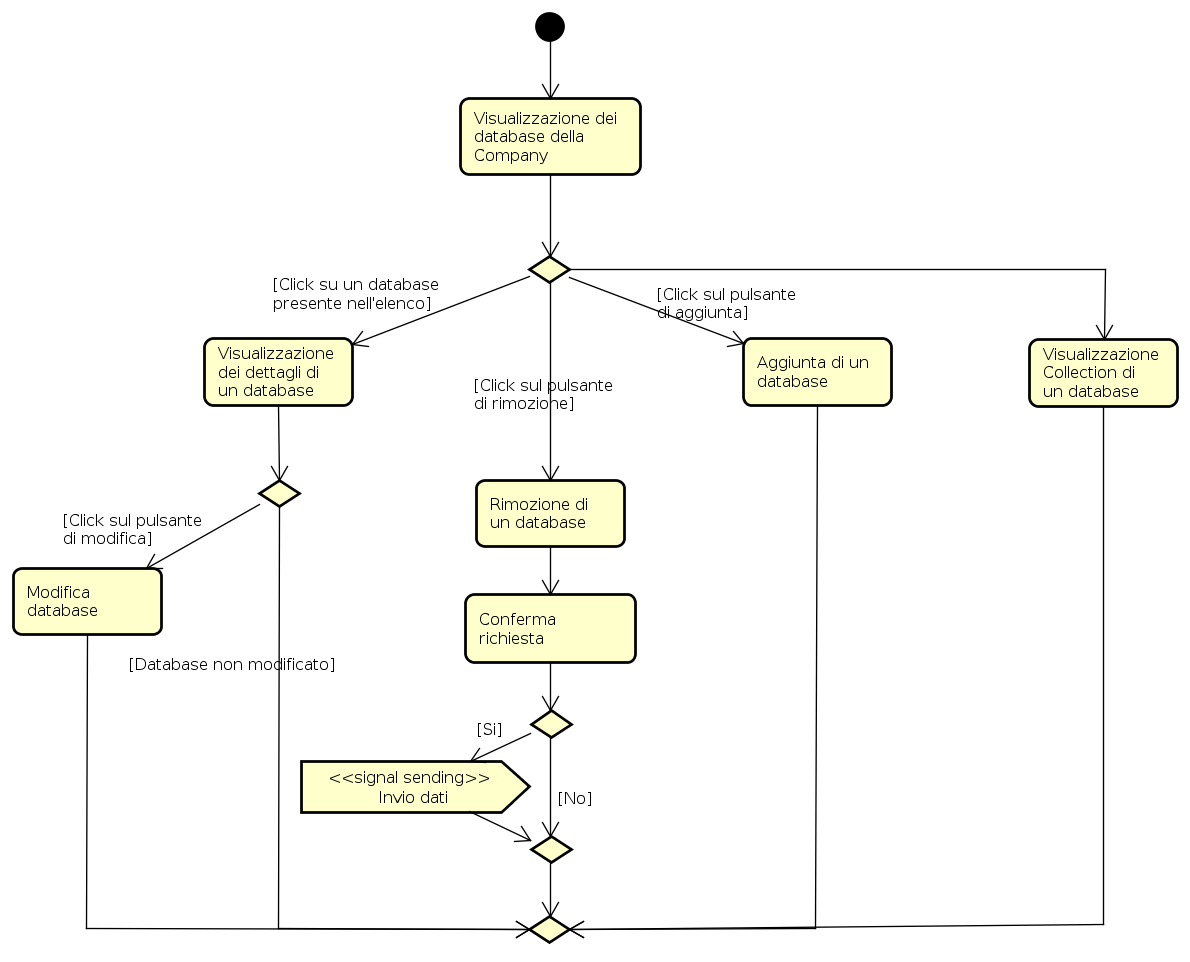 Visualizzazione dei
database della
Company
[Click su un database
presente nell'elenco]
[Click sul pulsante
di aggiunta]
Visualizzazione
dei dettagli di
un database
Aggiunta di un
database
Visualizzazione
Collection di
un database
[Click sul pulsante
di rimozione]
Rimozione di
un database
[Click sul pulsante
di modifica]
Modifica
database
Conferma
richiesta
[Database non modificato]
[Si]
<<signal sending>>
Invio dati
[No]